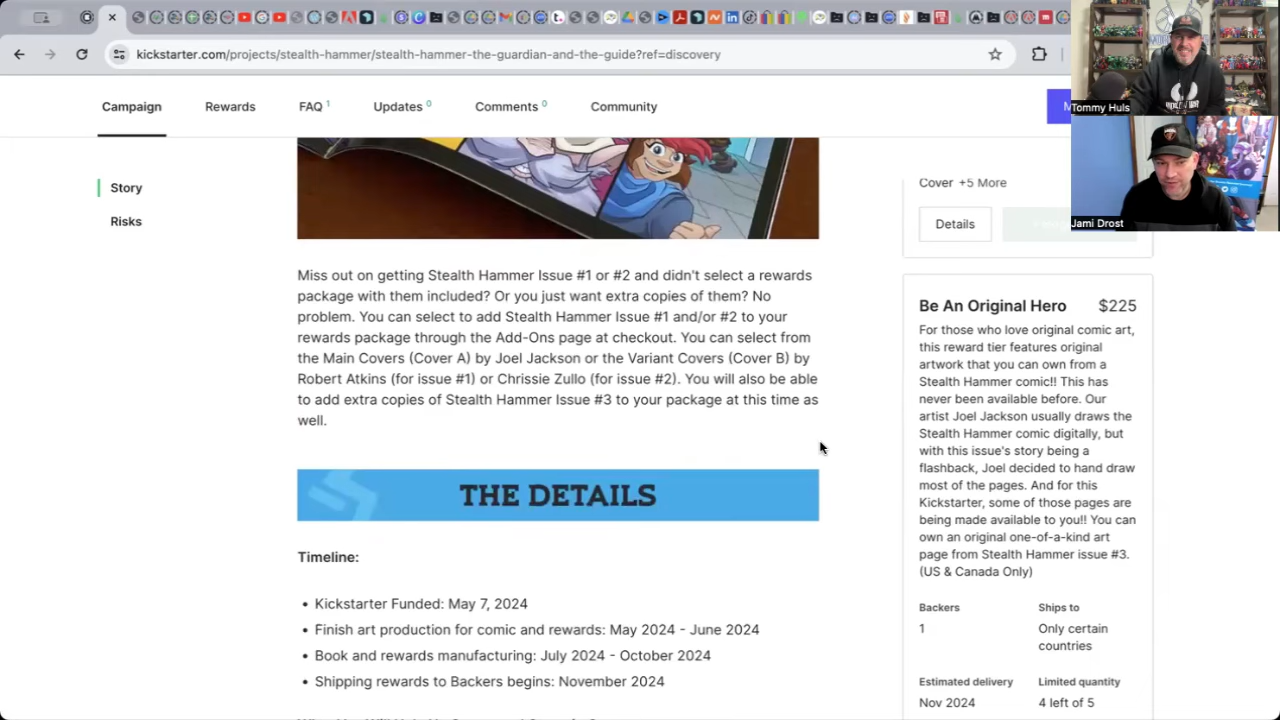 kickstarter.com/projects/stealth-hammer/stealth-hammer-the-guardian-and-the-guide?ref=discovery
Campaign
Rewards
FAQ 1
Updates 0
Comments 0
Community
Tommy Huls
Jami Drost
Story
Risks
Miss out on getting Stealth Hammer Issue #1 or #2 and didn't select a rewards
package with them included? Or you just want extra copies of them? No
problem. You can select to add Stealth Hammer Issue #1 and/or #2 to your
rewards package through the Add-Ons page at checkout. You can select from
the Main Covers (Cover A) by Joel Jackson or the Variant Covers (Cover B) by
Robert Atkins (for issue #1) or Chrissie Zullo (for issue #2). You will also be able
to add extra copies of Stealth Hammer Issue #3 to your package at this time as
well.
THE DETAILS
Timeline:
• Kickstarter Funded: May 7, 2024
• Finish art production for comic and rewards: May 2024 - June 2024
• Book and rewards manufacturing: July 2024 - October 2024
• Shipping rewards to Backers begins: November 2024
Cover +5 More
Details
Be An Original Hero $225
For those who love original comic art,
this reward tier features original
artwork that you can own from a
Stealth Hammer comic!! This has
never been available before. Our
artist Joel Jackson usually draws the
Stealth Hammer comic digitally, but
with this issue's story being a
flashback, Joel decided to hand draw
most of the pages. And for this
Kickstarter, some of those pages are
being made available to you!! You can
own an original one-of-a-kind art
page from Stealth Hammer issue #3.
(US & Canada Only)
Backers
1
Ships to
Only certain
countries
Estimated delivery
Nov 2024
Limited quantity
4 left of 5